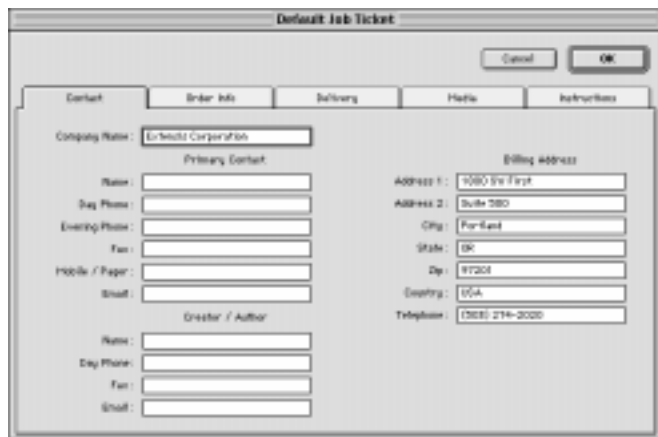 Default Job Ticket
Cancel OK
Contact Order Info Delivery Media Instructions
Company Name: Extensis Corporation
Primary Contact
Name:
Day Phone:
Evening Phone:
Fax:
Mobile / Pager:
Email:
Creator / Author
Name:
Day Phone:
Fax:
Email:
Billing Address
Address 1: 1800 SW First
Address 2: Suite 500
City: Portland
State: OR
Zip: 97201
Country: USA
Telephone: (503) 274-2020